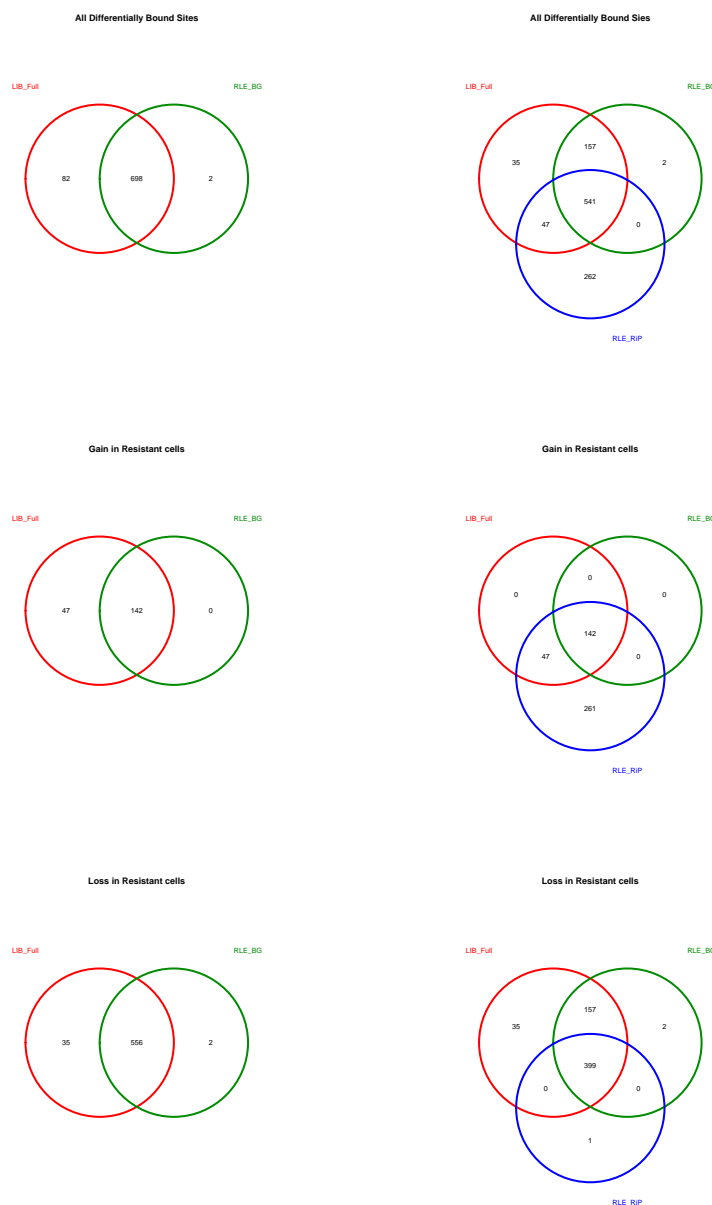 All Differentially Bound Sites
LIB_Full
RLE_BG
82
698
2
All Differentially Bound Sies
LIB_Full
RLE_BG
157
35
2
541
47
0
262
RLE_RiP
Gain in Resistant cells
LIB_Full
RLE_BG
47
142
0
Gain in Resistant cells
LIB_Full
RLE_BG
0
0
0
142
47
0
261
RLE_RiP
Loss in Resistant cells
LIB_Full
RLE_BG
35
556
2
Loss in Resistant cells
LIB_Full
RLE_BG
157
35
2
399
0
0
1
RLE_RiP